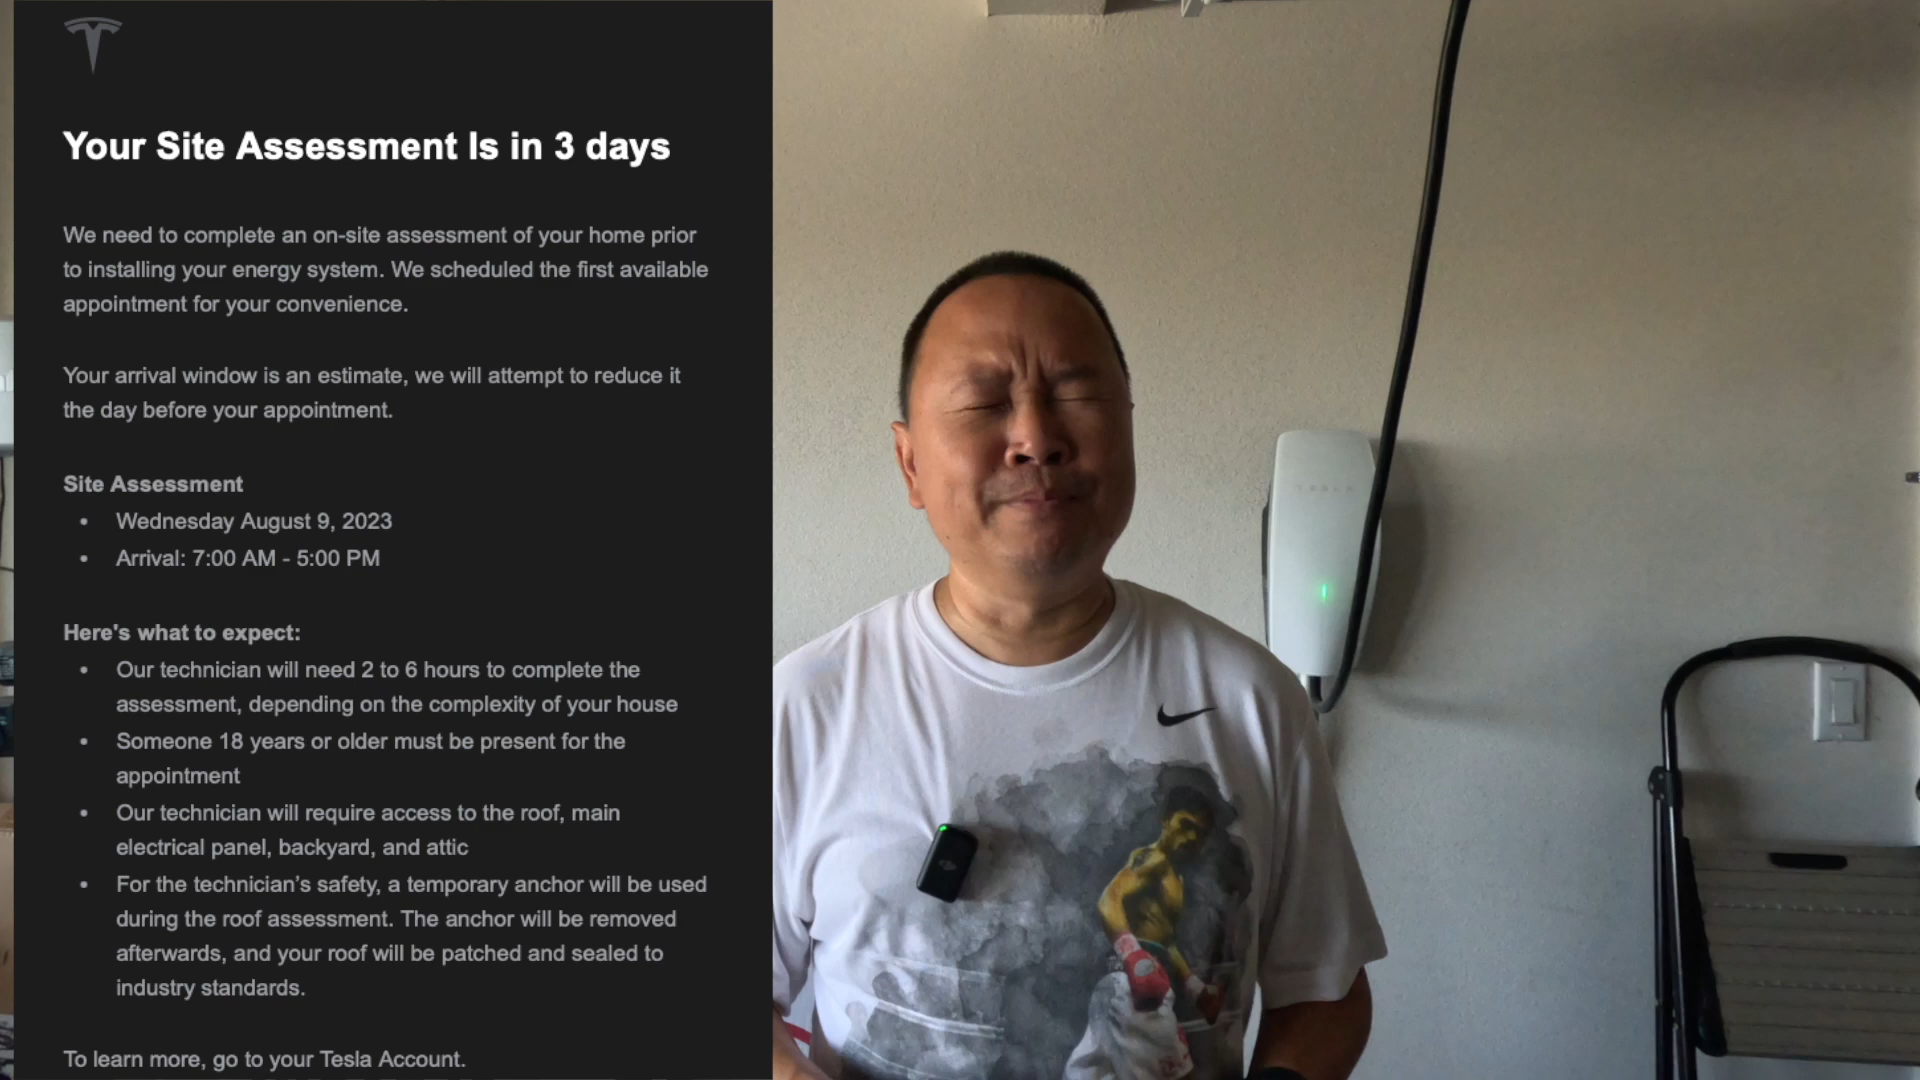 Your Site Assessment Is in 3 days
We need to complete an on-site assessment of your home prior
to installing your energy system. We scheduled the first available
appointment for your convenience.
Your arrival window is an estimate, we will attempt to reduce it
the day before your appointment.
Site Assessment
• Wednesday August 9, 2023
• Arrival: 7:00 AM - 5:00 PM
Here's what to expect:
• Our technician will need 2 to 6 hours to complete the
assessment, depending on the complexity of your house
• Someone 18 years or older must be present for the
appointment
• Our technician will require access to the roof, main
electrical panel, backyard, and attic
• For the technician’s safety, a temporary anchor will be used
during the roof assessment. The anchor will be removed
afterwards, and your roof will be patched and sealed to
industry standards.
To learn more, go to your Tesla Account.
TESLA
dji